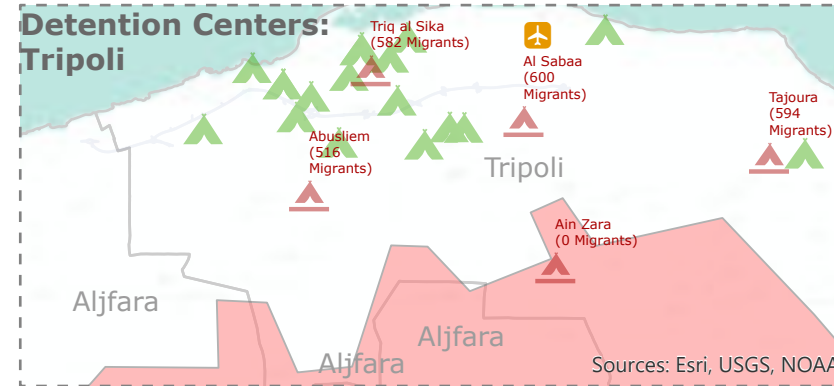 Detention Centers:
Tripoli
Triq al Sika
(582 Migrants)
Al Sabaa
(600
Migrants)
Tajoura
(594
Migrants)
Abusliem
(516
Migrants)
Tripoli
Ain Zara
(0 Migrants)
Aljfara
Aljfara
Aljfara
Sources: Esri, USGS, NOAA